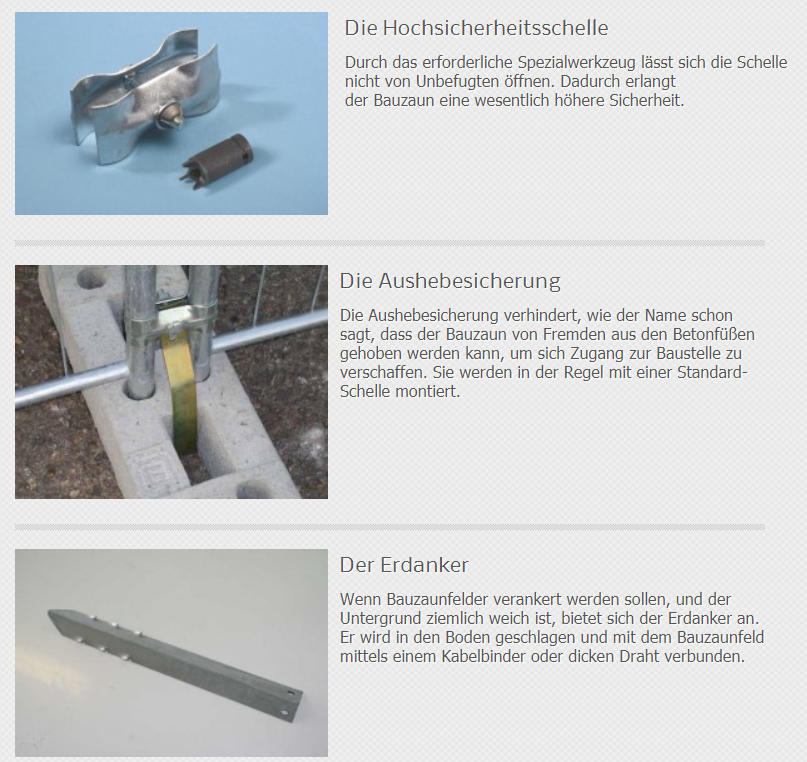 Die Hochsicherheitsschelle
Durch das erforderliche Spezialwerkzeug lässt sich die Schelle
nicht von Unbefugten öffnen. Dadurch erlangt
der Bauzaun eine wesentlich höhere Sicherheit.
Die Aushebesicherung
Die Aushebesicherung verhindert, wie der Name schon
sagt, dass der Bauzaun von Fremden aus den Betonfüßen
gehoben werden kann, um sich Zugang zur Baustelle zu
verschaffen. Sie werden in der Regel mit einer Standard-
Schelle montiert.
Der Erdanker
Wenn Bauzaunfelder verankert werden sollen, und der
Untergrund ziemlich weich ist, bietet sich der Erdanker an.
Er wird in den Boden geschlagen und mit dem Bauzaunfeld
mittels einem Kabelbinder oder dicken Draht verbunden.